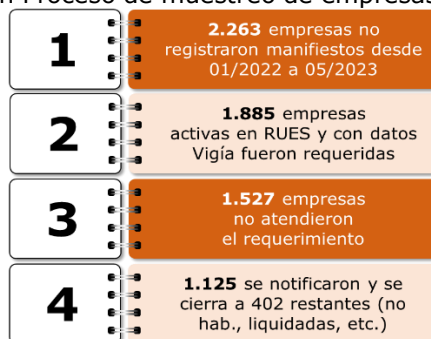 n Proceso de muestreo de empresas
1
2.263 empresas no
registraron manifiestos desde
01/2022 a 05/2023
2
1.885 empresas
activas en RUES y con datos
Vigía fueron requeridas
3
1.527 empresas
no atendieron
el requerimiento
4
1.125 se notificaron y se
cierra a 402 restantes (no
hab., liquidadas, etc.)